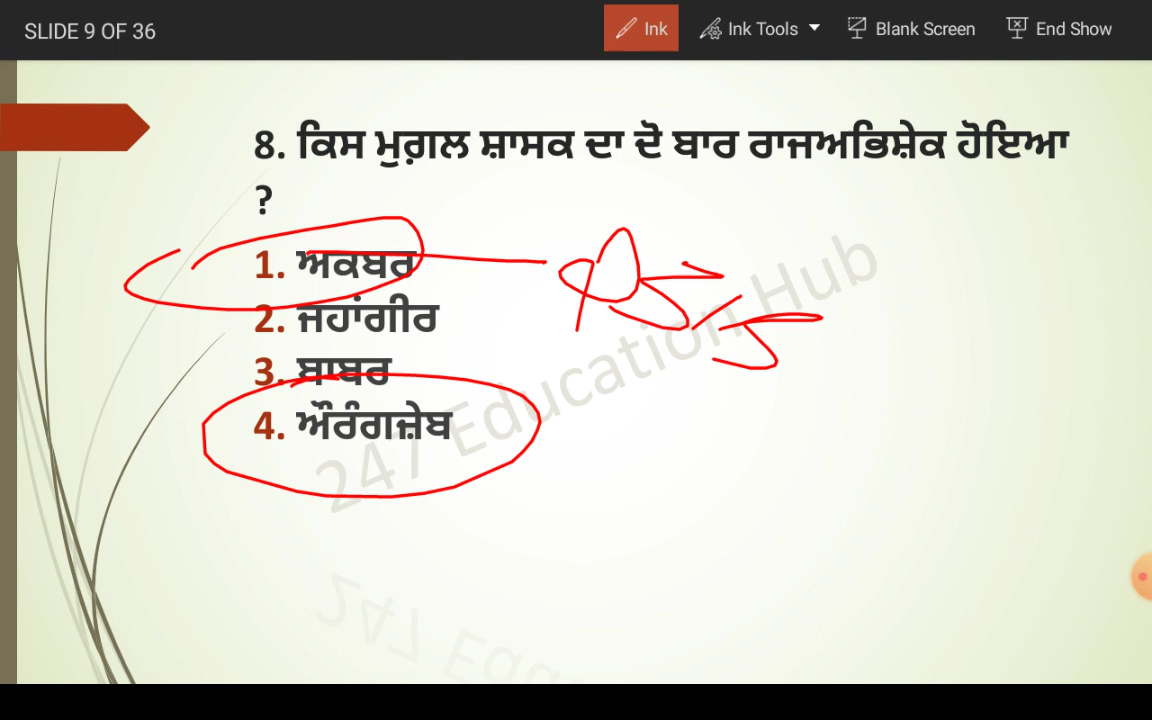 SLIDE 9 OF 36
Ink
Ink Tools
Blank Screen
End Show
8. ਕਿਸ ਮੁਗ਼ਲ ਸ਼ਾਸਕ ਦਾ ਦੋ ਬਾਰ ਰਾਜਅਭਿਸ਼ੇਕ ਹੋਇਆ
?
1. ਅਕਬਰ
2. ਜਹਾਂਗੀਰ
3. ਬਾਬਰ
4. ਔਰੰਗਜ਼ੇਬ
247 Education Hub